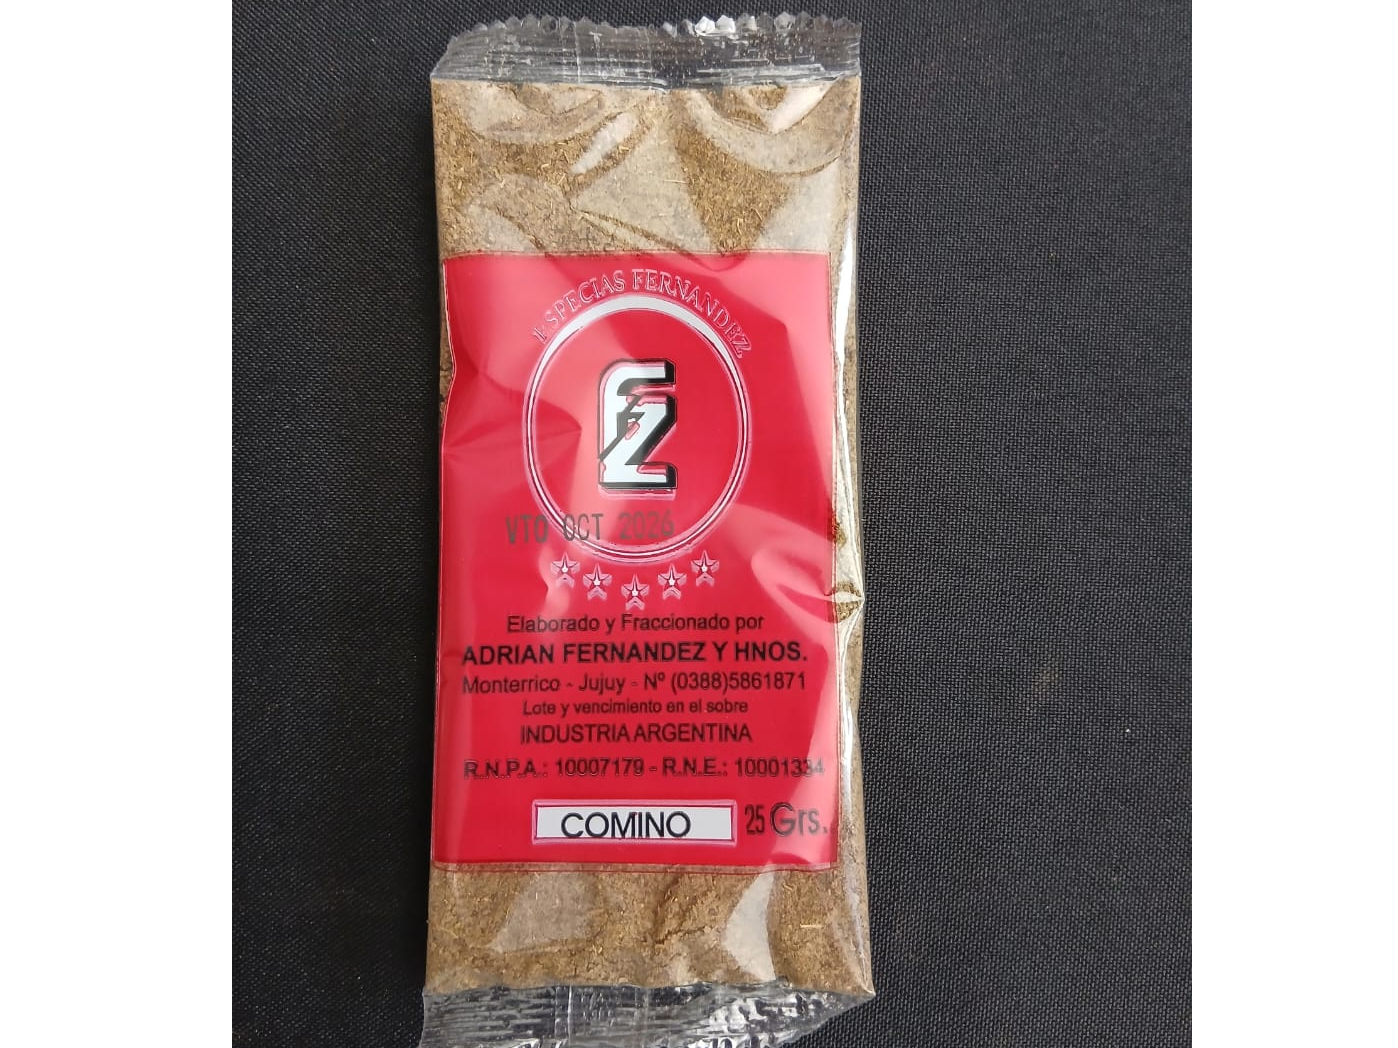 ESPECIAS FERNANDEZ
FZ
VTO OCT 2026
Elaborado y Fraccionado por
ADRIAN FERNANDEZ Y HNOS.
Monterrico - Jujuy - Nº (0388)5861871
Lote y vencimiento en el sobre
INDUSTRIA ARGENTINA
R.N.P.A.: 10007179 - R.N.E.: 10001334
COMINO 25 Grs.